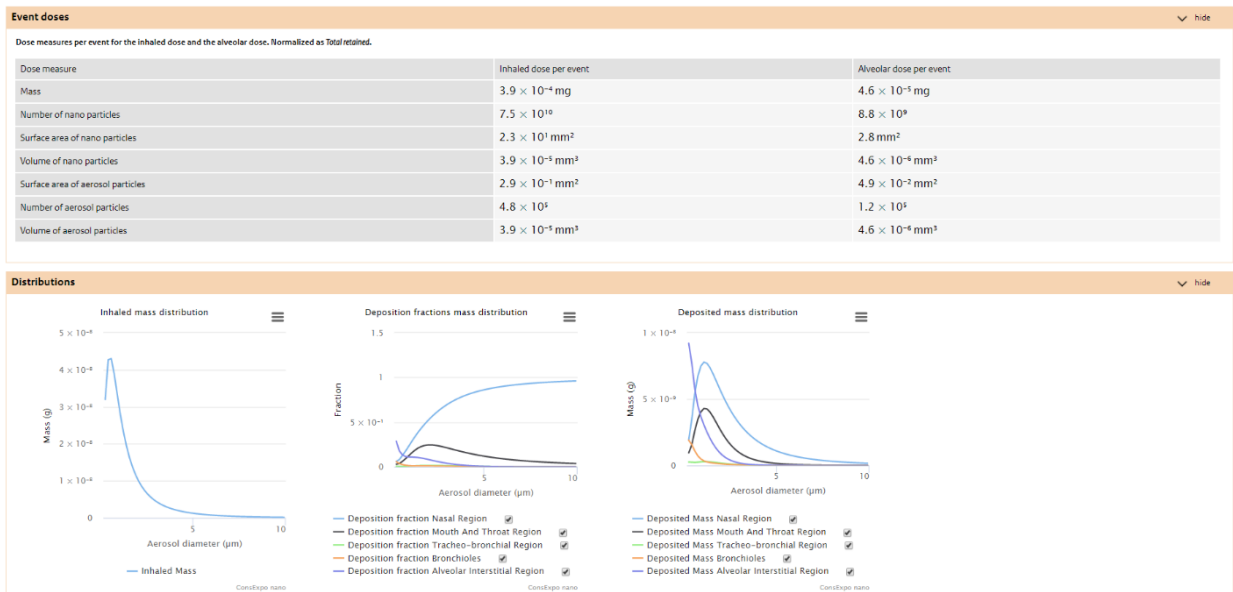 Event doses
hide
Dose measures per event for the inhaled dose and the alveolar dose. Normalized as Total retained.
Dose measure Inhaled dose per event Alveolar dose per event
Mass 3.9 × 10⁻⁴ mg 4.6 × 10⁻⁵ mg
Number of nano particles 7.5 × 10¹⁰ 8.8 × 10⁹
Surface area of nano particles 2.3 × 10¹ mm² 2.8 mm²
Volume of nano particles 3.9 × 10⁻⁵ mm³ 4.6 × 10⁻⁶ mm³
Surface area of aerosol particles 2.9 × 10⁻¹ mm² 4.9 × 10⁻² mm²
Number of aerosol particles 4.8 × 10⁵ 1.2 × 10⁵
Volume of aerosol particles 3.9 × 10⁻⁵ mm³ 4.6 × 10⁻⁶ mm³
Distributions
hide
Inhaled mass distribution
5 × 10⁻⁸
4 × 10⁻⁸
3 × 10⁻⁸
2 × 10⁻⁸
1 × 10⁻⁸
0
Mass (g)
5 10
Aerosol diameter (µm)
Inhaled Mass
ConsExpo nano
Deposition fractions mass distribution
1.5
1
5 × 10⁻¹
0
Fraction
5 10
Aerosol diameter (µm)
Deposition fraction Nasal Region
Deposition fraction Mouth And Throat Region
Deposition fraction Tracheo-bronchial Region
Deposition fraction Bronchioles
Deposition fraction Alveolar Interstitial Region
ConsExpo nano
Deposited mass distribution
1 × 10⁻⁸
5 × 10⁻⁹
0
Mass (g)
5 10
Aerosol diameter (µm)
Deposited Mass Nasal Region
Deposited Mass Mouth And Throat Region
Deposited Mass Tracheo-bronchial Region
Deposited Mass Bronchioles
Deposited Mass Alveolar Interstitial Region
ConsExpo nano